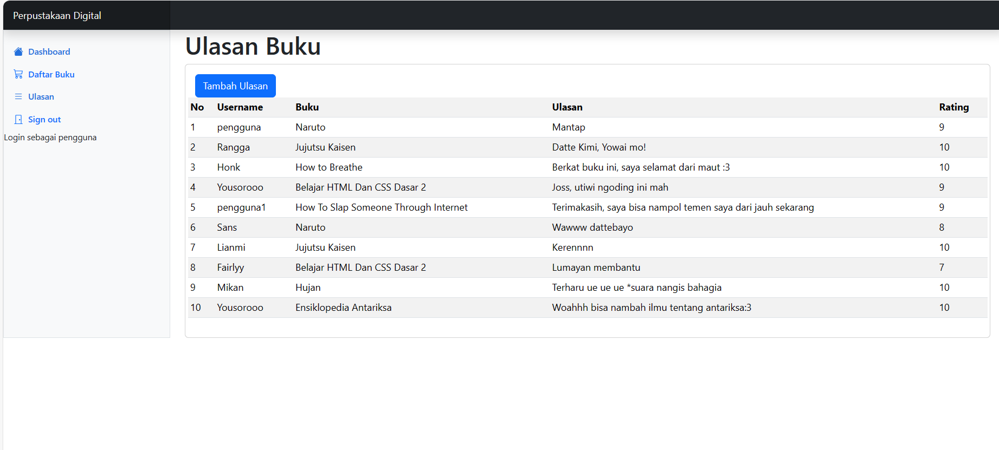 Perpustakaan Digital
Dashboard
Daftar Buku
Ulasan
Sign out
Login sebagai pengguna
Ulasan Buku
Tambah Ulasan
No Username Buku Ulasan Rating
1 pengguna Naruto Mantap 9
2 Rangga Jujutsu Kaisen Datte Kimi, Yowai mo! 10
3 Honk How to Breathe Berkat buku ini, saya selamat dari maut :3 10
4 Yousorooo Belajar HTML Dan CSS Dasar 2 Joss, utiwi ngoding ini mah 9
5 pengguna1 How To Slap Someone Through Internet Terimakasih, saya bisa nampol temen saya dari jauh sekarang 9
6 Sans Naruto Wawww dattebayo 8
7 Lianmi Jujutsu Kaisen Kerennnn 10
8 Fairlyy Belajar HTML Dan CSS Dasar 2 Lumayan membantu 7
9 Mikan Hujan Terharu ue ue ue *suara nangis bahagia 10
10 Yousorooo Ensiklopedia Antariksa Woahhh bisa nambah ilmu tentang antariksa:3 10